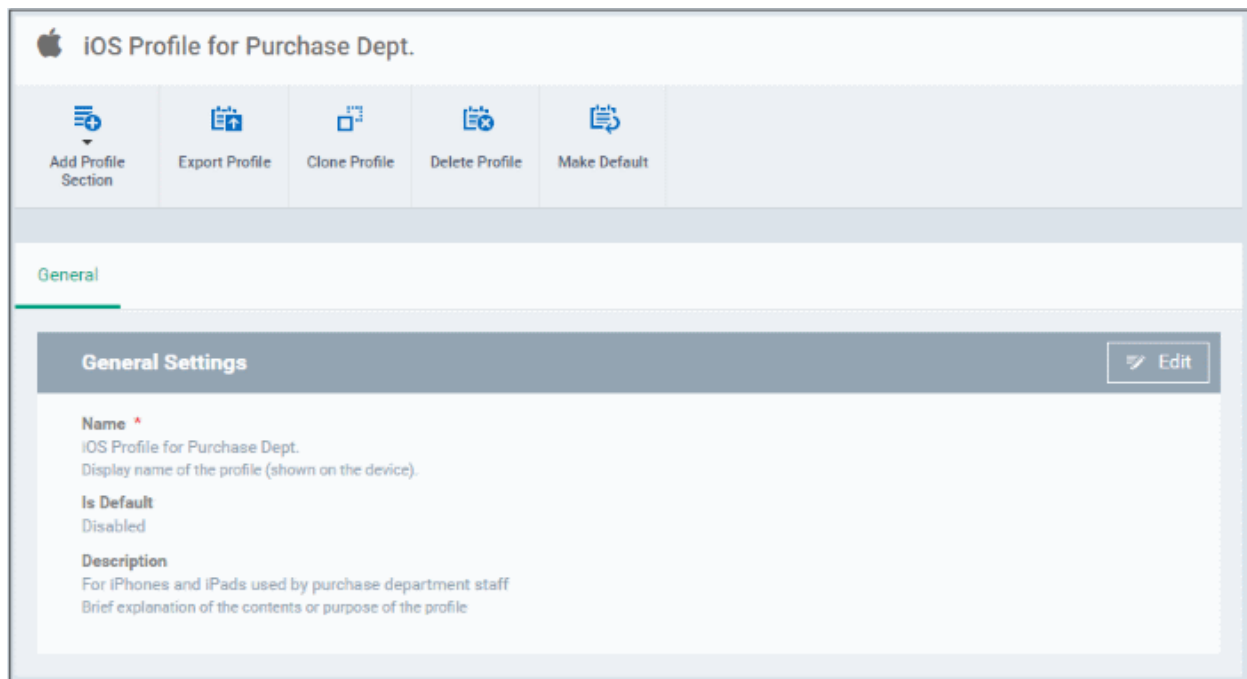 iOS Profile for Purchase Dept.
Add Profile
Section
Export Profile
Clone Profile
Delete Profile
Make Default
General
General Settings
Edit
Name *
iOS Profile for Purchase Dept.
Display name of the profile (shown on the device).
Is Default
Disabled
Description
For iPhones and iPads used by purchase department staff
Brief explanation of the contents or purpose of the profile